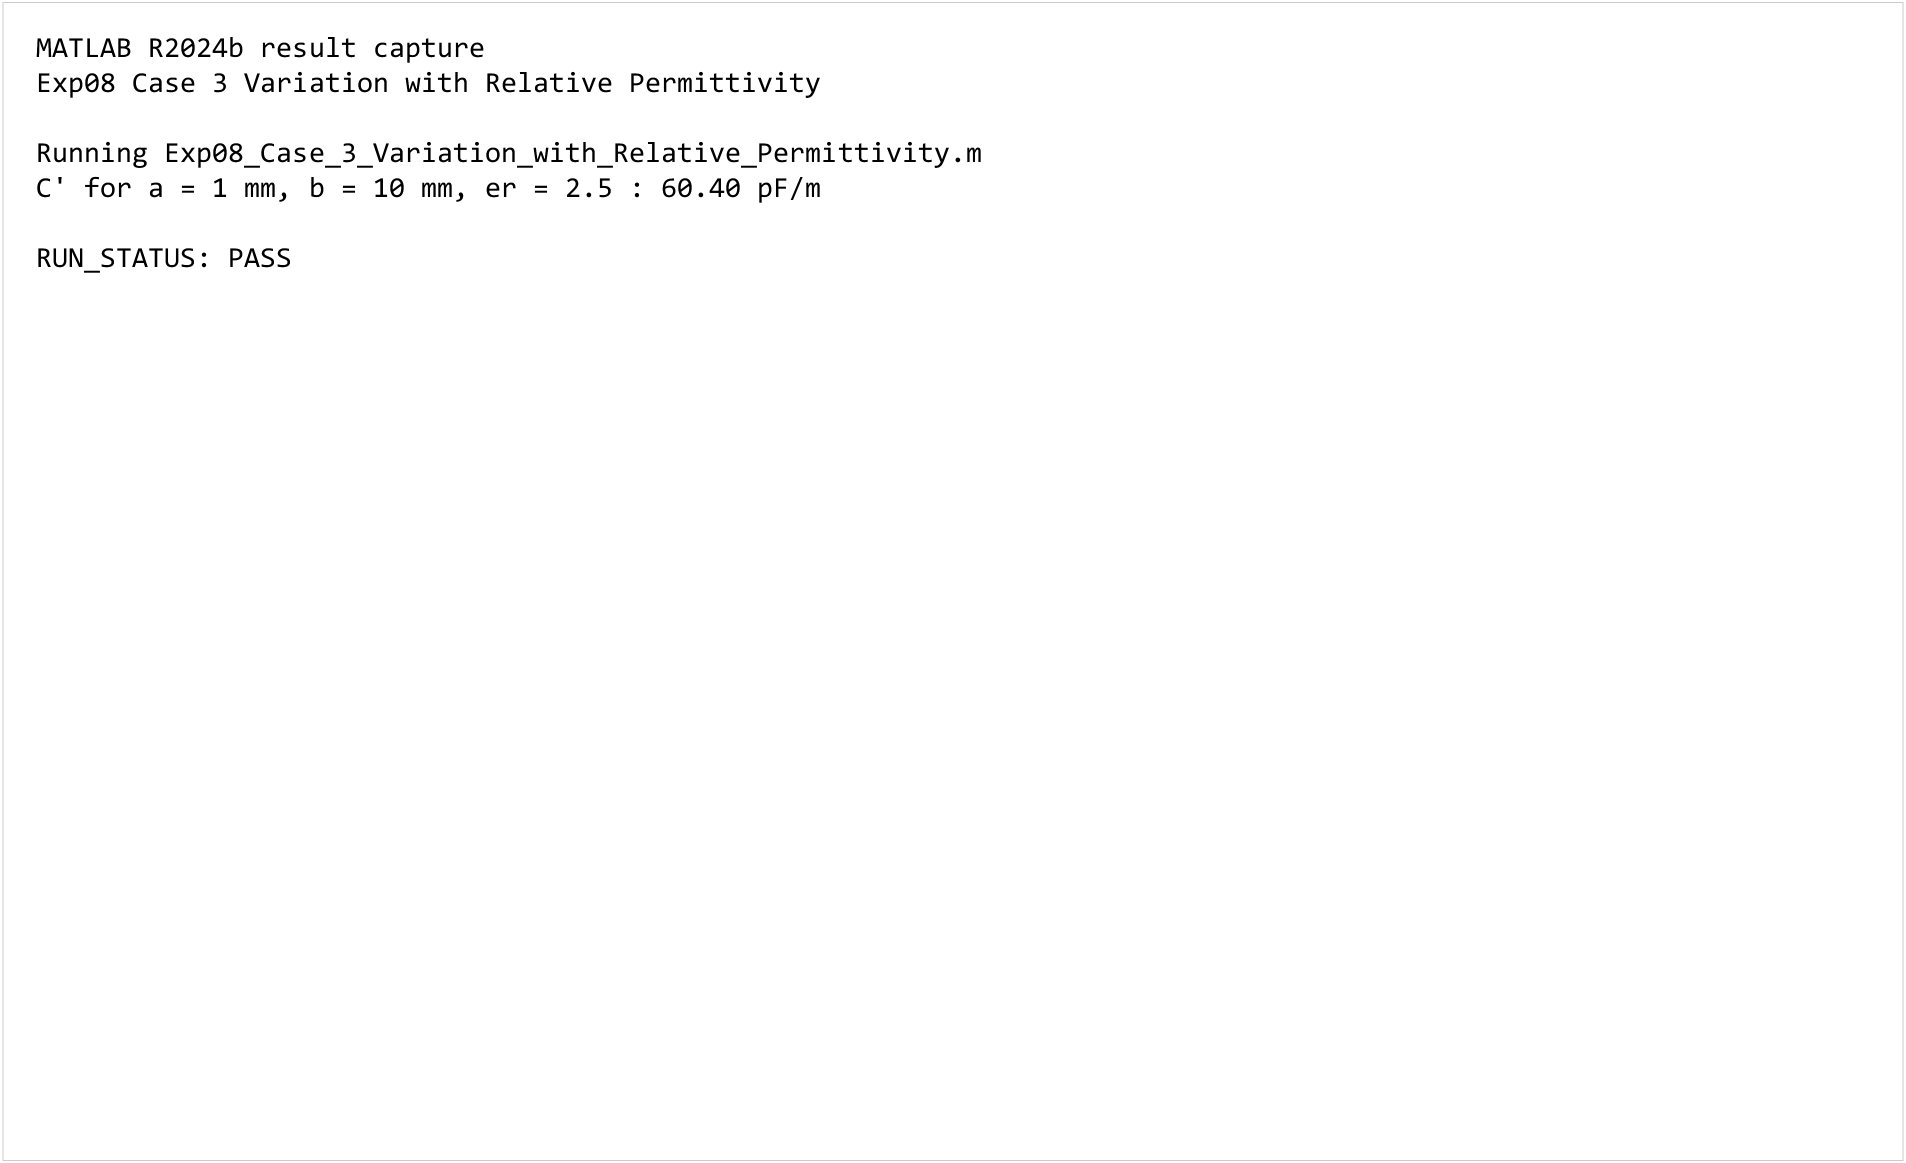 MATLAB R2024b result capture
Exp08 Case 3 Variation with Relative Permittivity
Running Exp08_Case_3_Variation_with_Relative_Permittivity.m
C' for a = 1 mm, b = 10 mm, er = 2.5 : 60.40 pF/m
RUN_STATUS: PASS